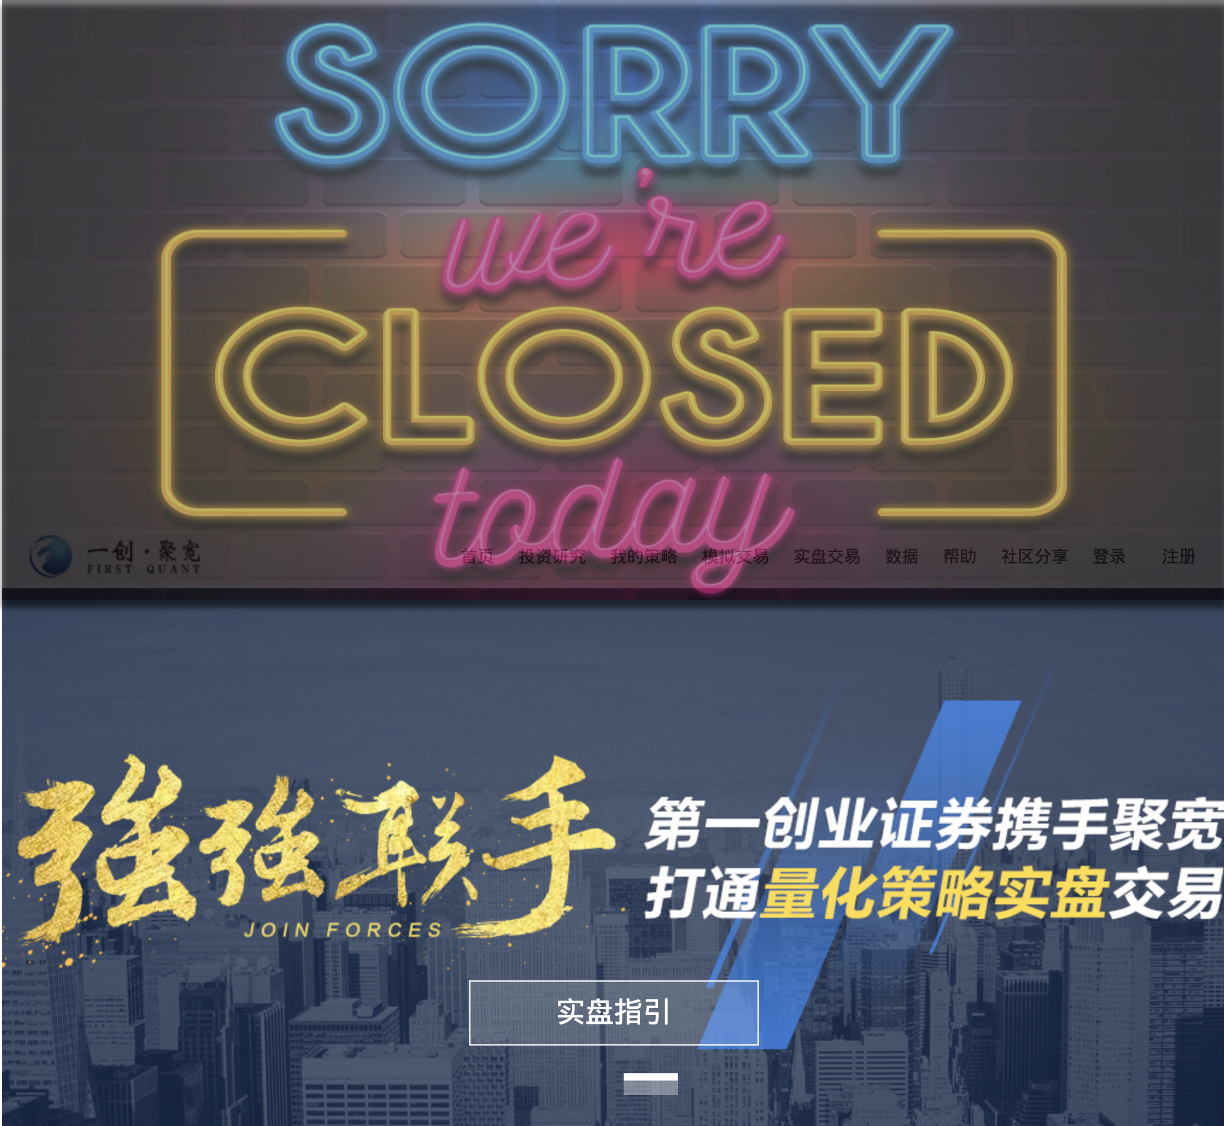 SORRY
we're
CLOSED
today
一创·聚宽
FIRST QUANT
首页 投资研究 我的策略 模拟交易 实盘交易 数据 帮助 社区分享 登录 注册
強強联手
JOIN FORCES
第一创业证券携手聚宽
打通量化策略实盘交易
实盘指引